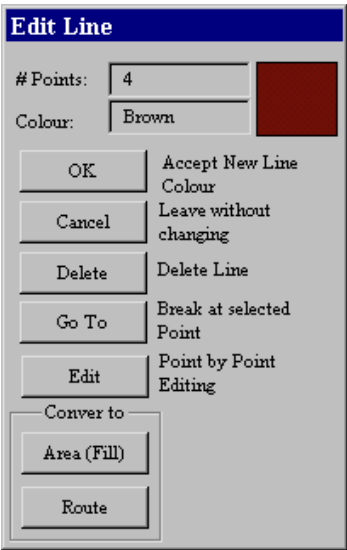 Edit Line
# Points: 4
Colour: Brown
OK Accept New Line
Colour
Cancel Leave without
changing
Delete Delete Line
Go To Break at selected
Point
Edit Point by Point
Editing
Conver to
Area (Fill)
Route